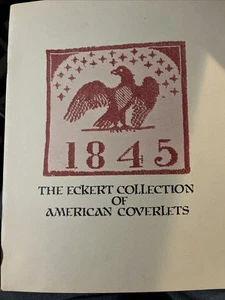 1845
THE ECKERT COLLECTION
OF
AMERICAN COVERLETS